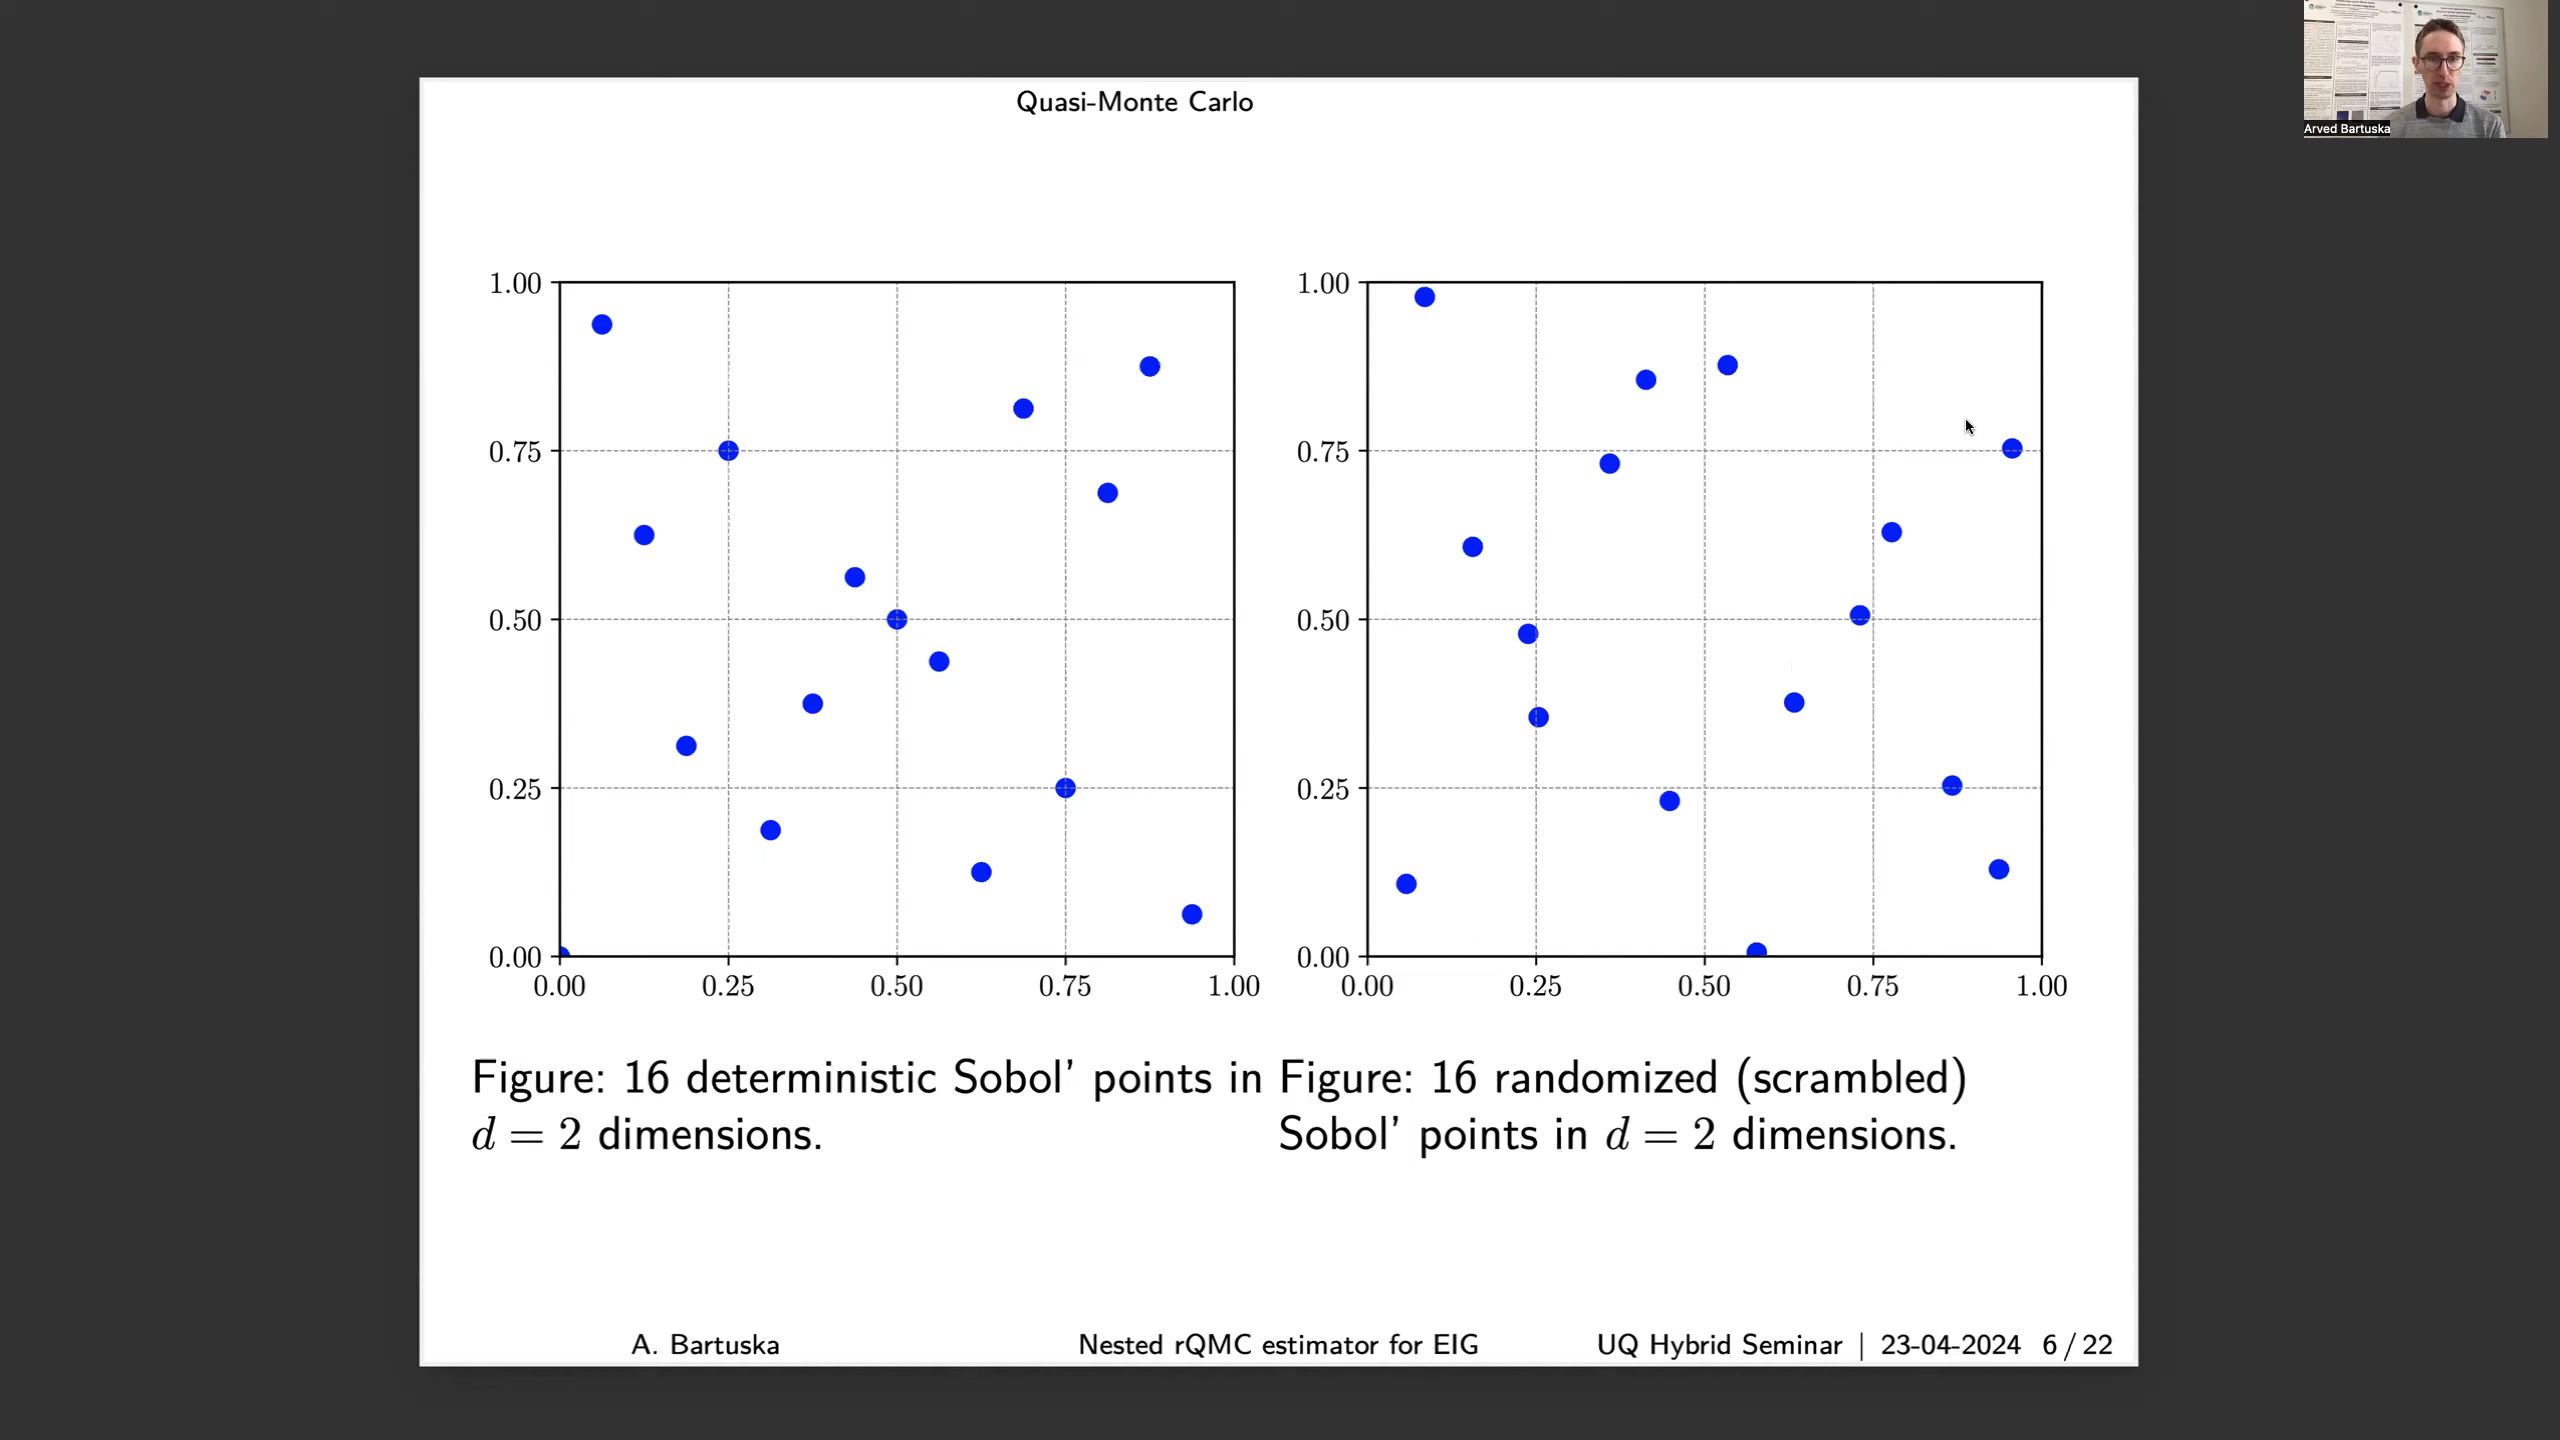 Arved Bartuska
Quasi-Monte Carlo
1.00
0.75
0.50
0.25
0.00
0.00 0.25 0.50 0.75 1.00
1.00
0.75
0.50
0.25
0.00
0.00 0.25 0.50 0.75 1.00
Figure: 16 deterministic Sobol’ points in
d = 2 dimensions.
Figure: 16 randomized (scrambled)
Sobol’ points in d = 2 dimensions.
A. Bartuska Nested rQMC estimator for EIG UQ Hybrid Seminar | 23-04-2024 6 / 22